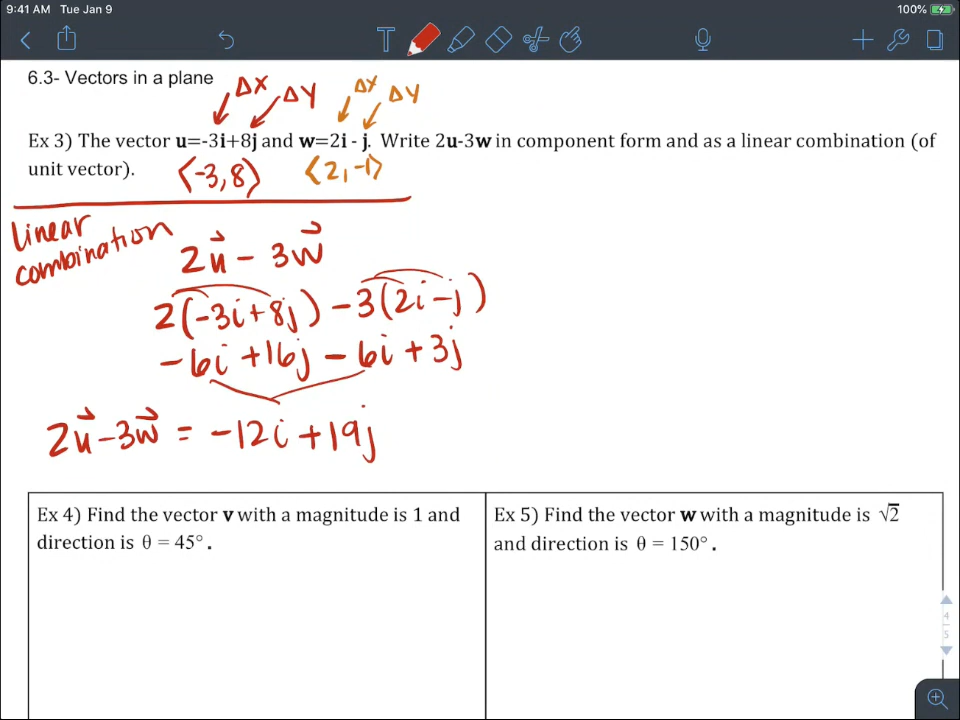 9:41 AM Tue Jan 9
100%
T
6.3- Vectors in a plane
Δx
Δy
Δx
Δy
Ex 3) The vector u=-3i+8j and w=2i - j. Write 2u-3w in component form and as a linear combination (of
unit vector).
⟨-3,8⟩
⟨2,-1⟩
linear
combination
2u⃗ - 3w⃗
2(-3i+8j) -3(2i-j)
-6i +16j - 6i + 3j
2u⃗ -3w⃗ = -12i + 19j
Ex 4) Find the vector v with a magnitude is 1 and
direction is θ = 45°.
Ex 5) Find the vector w with a magnitude is √2
and direction is θ = 150°.
4
5